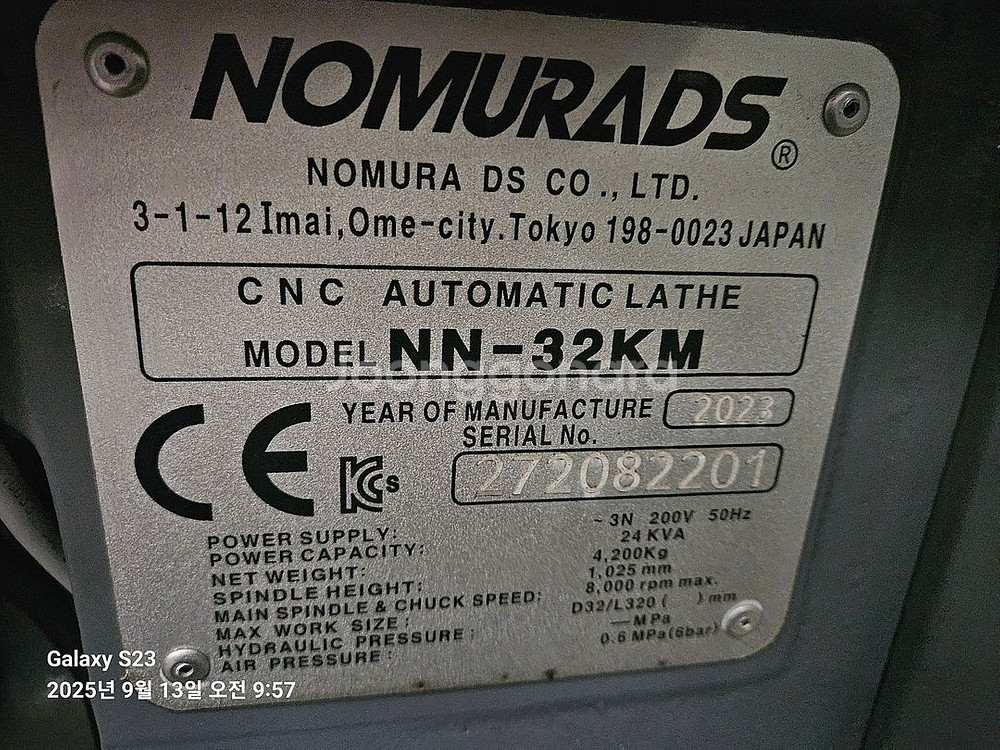 NOMURADS®
NOMURA DS CO., LTD.
3-1-12 Imai,Ome-city.Tokyo 198-0023 JAPAN
CNC AUTOMATIC LATHE
MODEL NN-32KM
CE YEAR OF MANUFACTURE 2023
SERIAL No.
KCs 272082201
POWER SUPPLY: ~3N 200V 50Hz
POWER CAPACITY: 24 KVA
NET WEIGHT: 4,200Kg
SPINDLE HEIGHT: 1,025 mm
MAIN SPINDLE & CHUCK SPEED: 8,000 rpm max.
MAX WORK SIZE: D32/L320 ( ) mm
HYDRAULIC PRESSURE: —MPa
AIR PRESSURE: 0.6 MPa(6bar)
Galaxy S23
2025년 9월 13일 오전 9:57